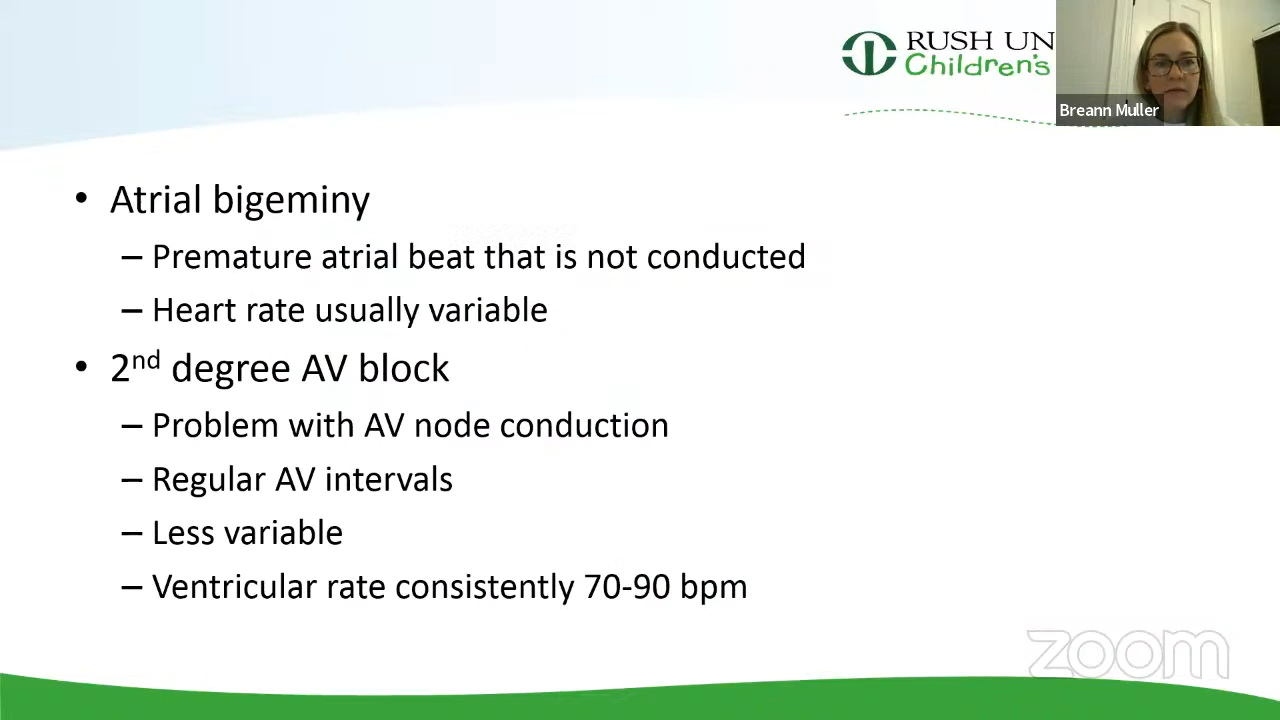 RUSH UN
Children's
Breann Muller
• Atrial bigeminy
– Premature atrial beat that is not conducted
– Heart rate usually variable
• 2nd degree AV block
– Problem with AV node conduction
– Regular AV intervals
– Less variable
– Ventricular rate consistently 70-90 bpm
zoom